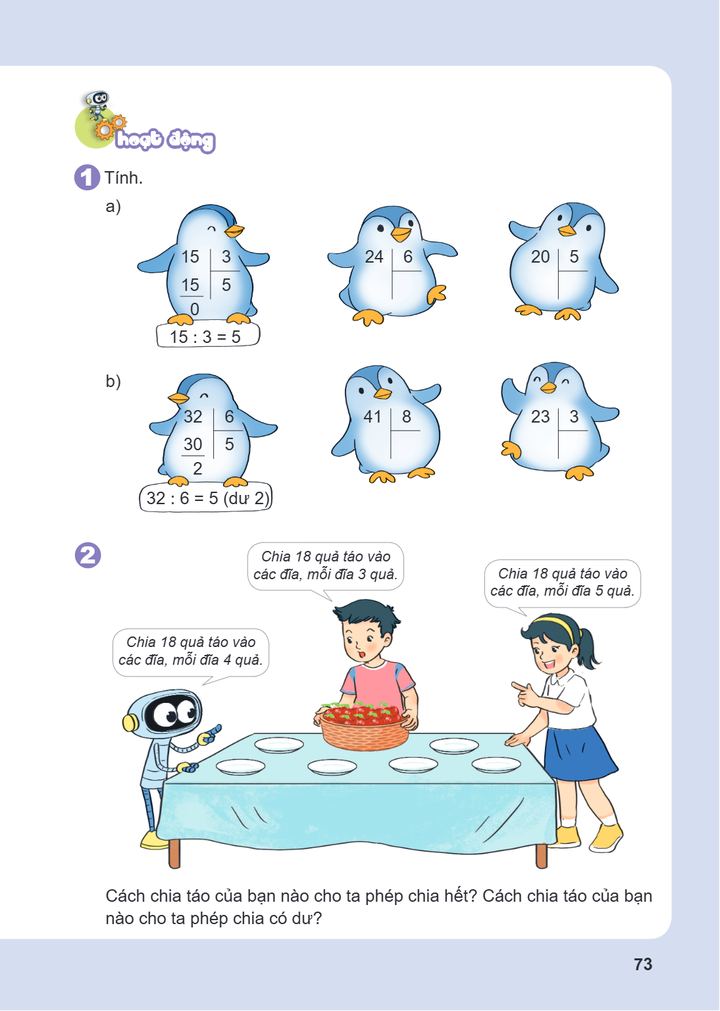 hoạt động
1 Tính.
a)
15 3
15 5
0
15 : 3 = 5
24 6
20 5
b)
32 6
30 5
2
32 : 6 = 5 (dư 2)
41 8
23 3
2
Chia 18 quả táo vào
các đĩa, mỗi đĩa 3 quả.
Chia 18 quả táo vào
các đĩa, mỗi đĩa 5 quả.
Chia 18 quả táo vào
các đĩa, mỗi đĩa 4 quả.
Cách chia táo của bạn nào cho ta phép chia hết? Cách chia táo của bạn
nào cho ta phép chia có dư?
73